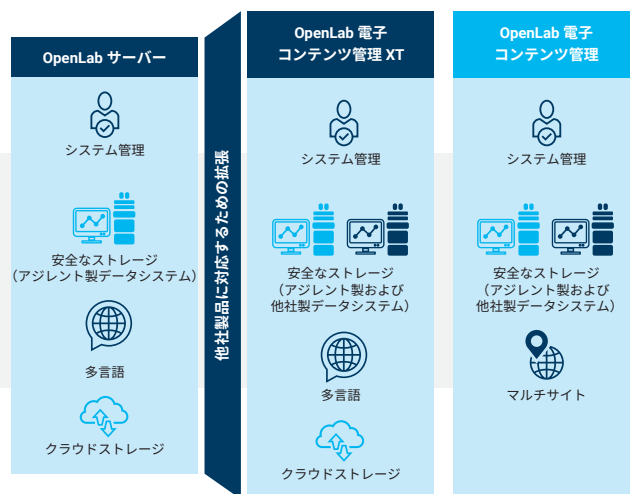 OpenLab サーバー
システム管理
安全なストレージ
（アジレント製データシステム）
多言語
クラウドストレージ
他社製品に対応するための拡張
OpenLab 電子
コンテンツ管理 XT
システム管理
安全なストレージ
（アジレント製および
他社製データシステム）
多言語
クラウドストレージ
OpenLab 電子
コンテンツ管理
システム管理
安全なストレージ
（アジレント製および
他社製データシステム）
マルチサイト